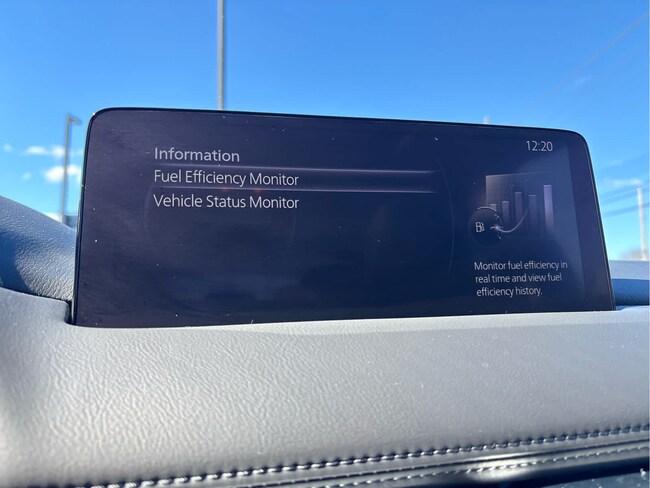 Information
12:20
Fuel Efficiency Monitor
Vehicle Status Monitor
Monitor fuel efficiency in
real time and view fuel
efficiency history.